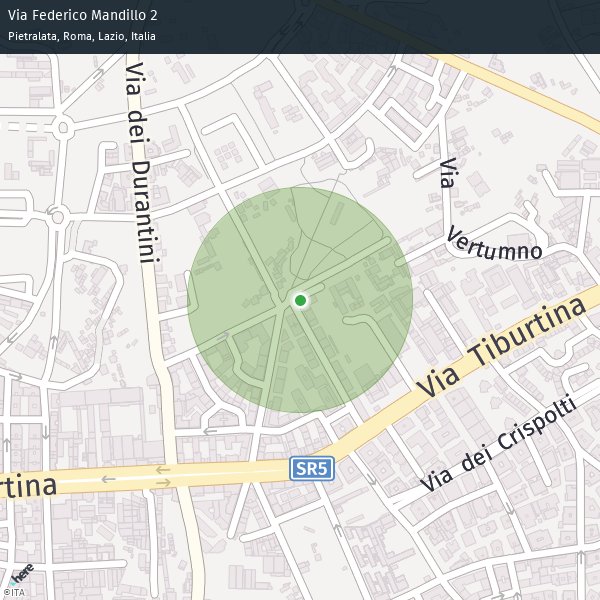 Via Federico Mandillo 2
Pietralata, Roma, Lazio, Italia
Via dei Durantini
Via
Vertumno
Via Tiburtina
Via dei Crispolti
SR5
rtina
here
©ITA